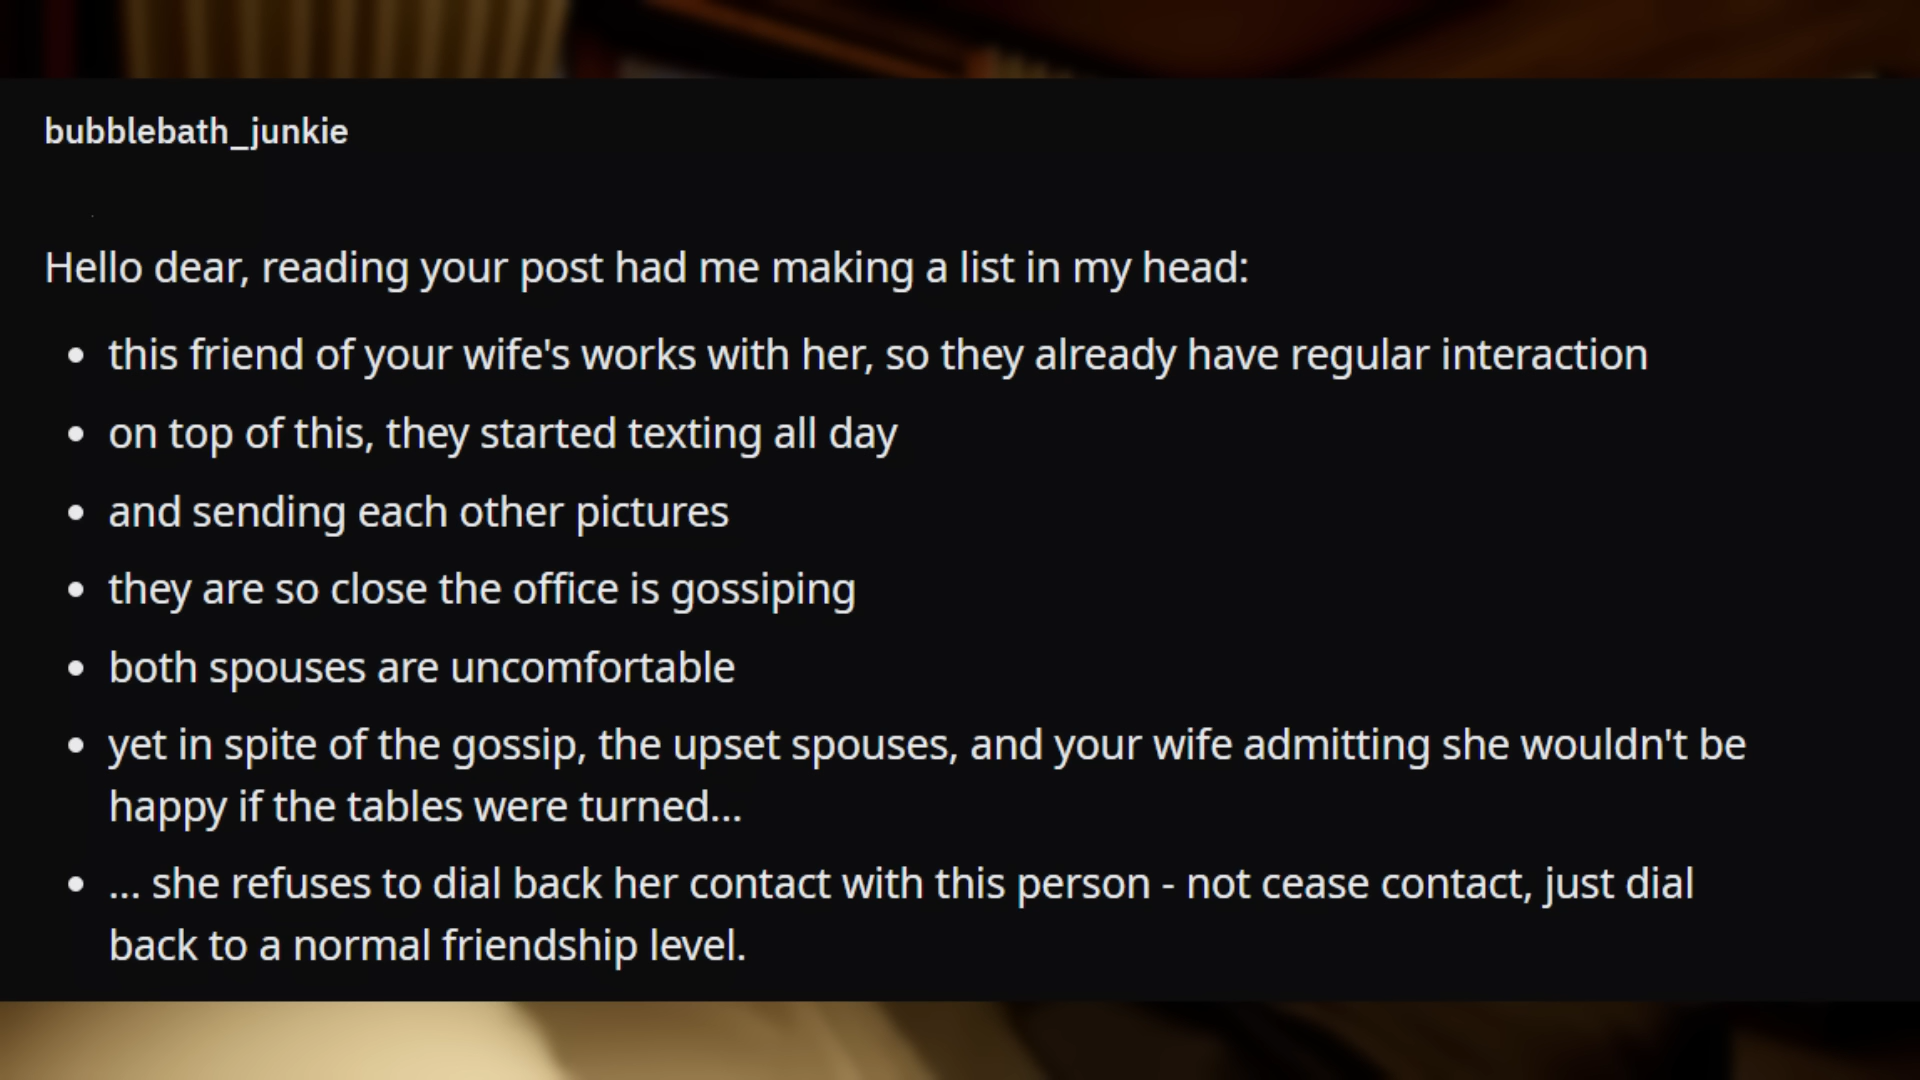 bubblebath_junkie
Hello dear, reading your post had me making a list in my head:
• this friend of your wife's works with her, so they already have regular interaction
• on top of this, they started texting all day
• and sending each other pictures
• they are so close the office is gossiping
• both spouses are uncomfortable
• yet in spite of the gossip, the upset spouses, and your wife admitting she wouldn't be
happy if the tables were turned...
• ... she refuses to dial back her contact with this person - not cease contact, just dial
back to a normal friendship level.